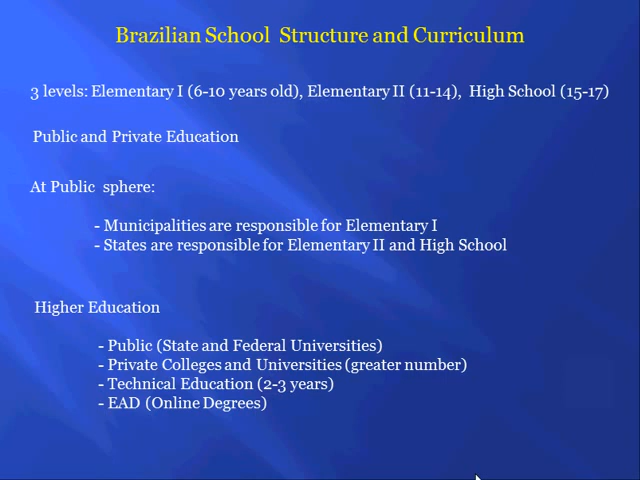 Brazilian School Structure and Curriculum
3 levels: Elementary I (6-10 years old), Elementary II (11-14), High School (15-17)
Public and Private Education
At Public sphere:
- Municipalities are responsible for Elementary I
- States are responsible for Elementary II and High School
Higher Education
- Public (State and Federal Universities)
- Private Colleges and Universities (greater number)
- Technical Education (2-3 years)
- EAD (Online Degrees)